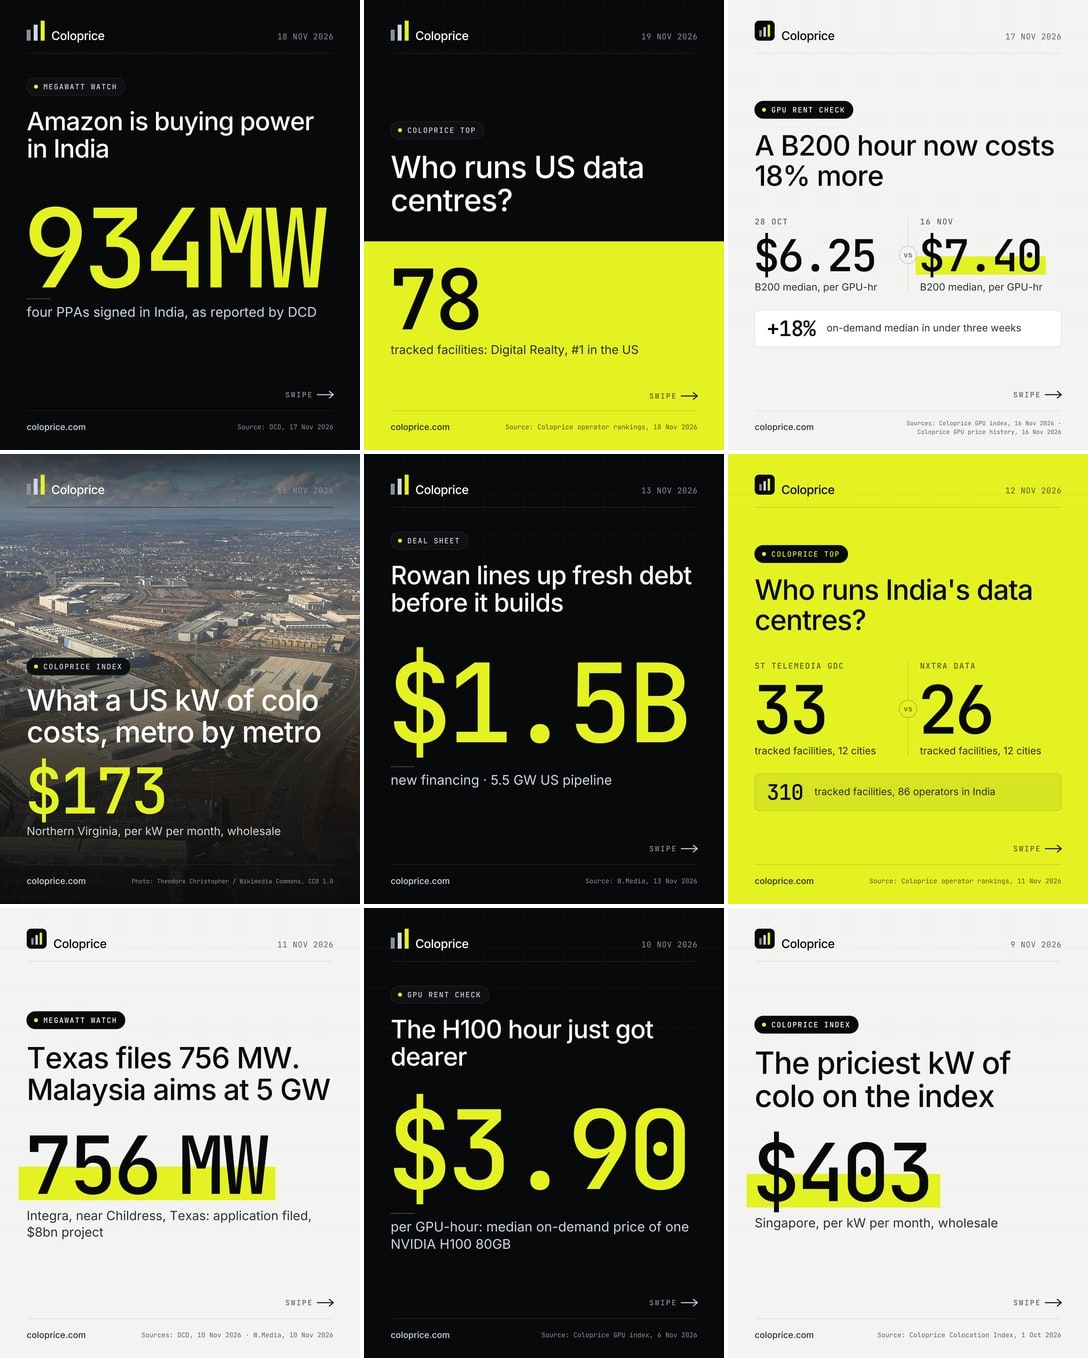 Coloprice
18 NOV 2026
MEGAWATT WATCH
Amazon is buying power
in India
934MW
four PPAs signed in India, as reported by DCD
SWIPE
coloprice.com
Source: DCD, 17 Nov 2026
Coloprice
19 NOV 2026
COLOPRICE TOP
Who runs US data
centres?
78
tracked facilities: Digital Realty, #1 in the US
SWIPE
coloprice.com
Source: Coloprice operator rankings, 18 Nov 2026
Coloprice
17 NOV 2026
GPU RENT CHECK
A B200 hour now costs
18% more
28 OCT
$6.25
B200 median, per GPU-hr
VS
16 NOV
$7.40
B200 median, per GPU-hr
+18% on-demand median in under three weeks
SWIPE
coloprice.com
Sources: Coloprice GPU index, 16 Nov 2026 ·
Coloprice GPU price history, 16 Nov 2026
Coloprice
16 NOV 2026
COLOPRICE INDEX
What a US kW of colo
costs, metro by metro
$173
Northern Virginia, per kW per month, wholesale
coloprice.com
Photo: Theodore Christopher / Wikimedia Commons, CC0 1.0
Coloprice
13 NOV 2026
DEAL SHEET
Rowan lines up fresh debt
before it builds
$1.5B
new financing · 5.5 GW US pipeline
SWIPE
coloprice.com
Source: W.Media, 13 Nov 2026
Coloprice
12 NOV 2026
COLOPRICE TOP
Who runs India's data
centres?
ST TELEMEDIA GDC
33
tracked facilities, 12 cities
VS
NXTRA DATA
26
tracked facilities, 12 cities
310 tracked facilities, 86 operators in India
SWIPE
coloprice.com
Source: Coloprice operator rankings, 11 Nov 2026
Coloprice
11 NOV 2026
MEGAWATT WATCH
Texas files 756 MW.
Malaysia aims at 5 GW
756 MW
Integra, near Childress, Texas: application filed,
$8bn project
SWIPE
coloprice.com
Sources: DCD, 10 Nov 2026 · W.Media, 10 Nov 2026
Coloprice
10 NOV 2026
GPU RENT CHECK
The H100 hour just got
dearer
$3.90
per GPU-hour: median on-demand price of one
NVIDIA H100 80GB
SWIPE
coloprice.com
Source: Coloprice GPU index, 6 Nov 2026
Coloprice
9 NOV 2026
COLOPRICE INDEX
The priciest kW of
colo on the index
$403
Singapore, per kW per month, wholesale
SWIPE
coloprice.com
Source: Coloprice Colocation Index, 1 Oct 2026